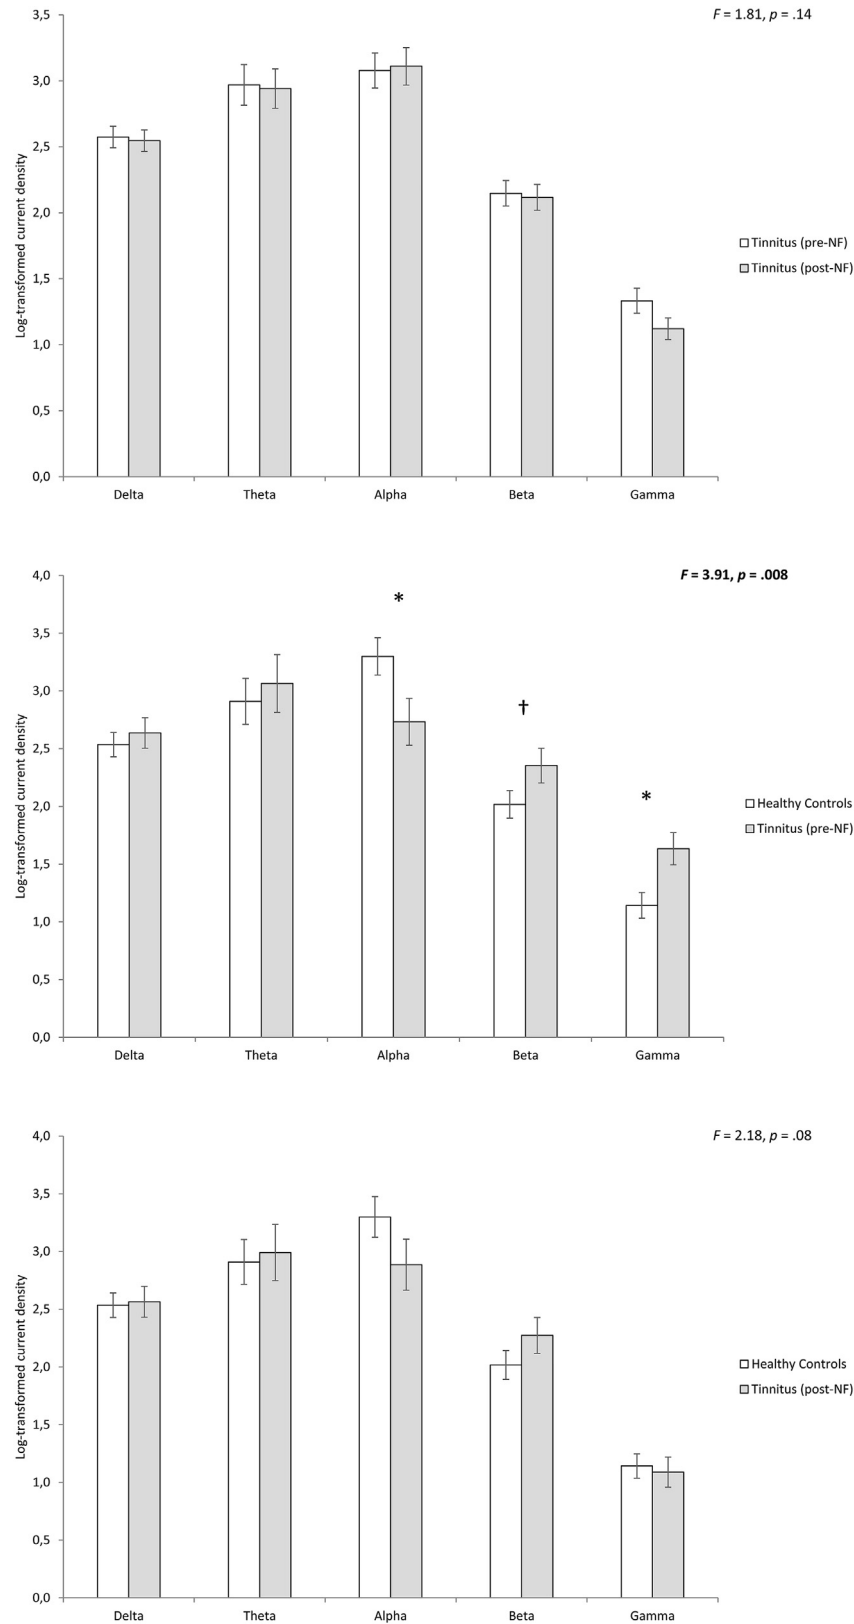 F = 1.81, p = .14
Log-transformed current density
3,5
3,0
2,5
2,0
1,5
1,0
0,5
0,0
Delta Theta Alpha Beta Gamma
Tinnitus (pre-NF)
Tinnitus (post-NF)
F = 3.91, p = .008
Log-transformed current density
4,0
3,5
3,0
2,5
2,0
1,5
1,0
0,5
0,0
*
†
*
Delta Theta Alpha Beta Gamma
Healthy Controls
Tinnitus (pre-NF)
F = 2.18, p = .08
Log-transformed current density
4,0
3,5
3,0
2,5
2,0
1,5
1,0
0,5
0,0
Delta Theta Alpha Beta Gamma
Healthy Controls
Tinnitus (post-NF)